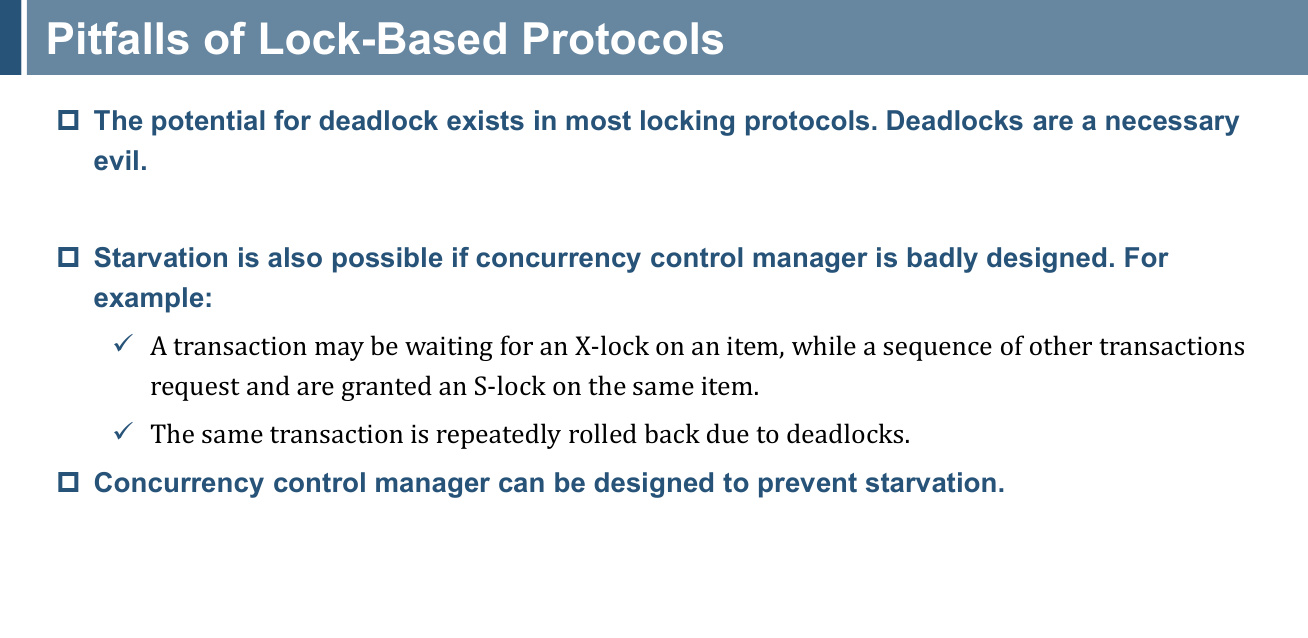 Pitfalls of Lock-Based Protocols
The potential for deadlock exists in most locking protocols. Deadlocks are a necessary
evil.
Starvation is also possible if concurrency control manager is badly designed. For
example:
A transaction may be waiting for an X-lock on an item, while a sequence of other transactions
request and are granted an S-lock on the same item.
The same transaction is repeatedly rolled back due to deadlocks.
Concurrency control manager can be designed to prevent starvation.